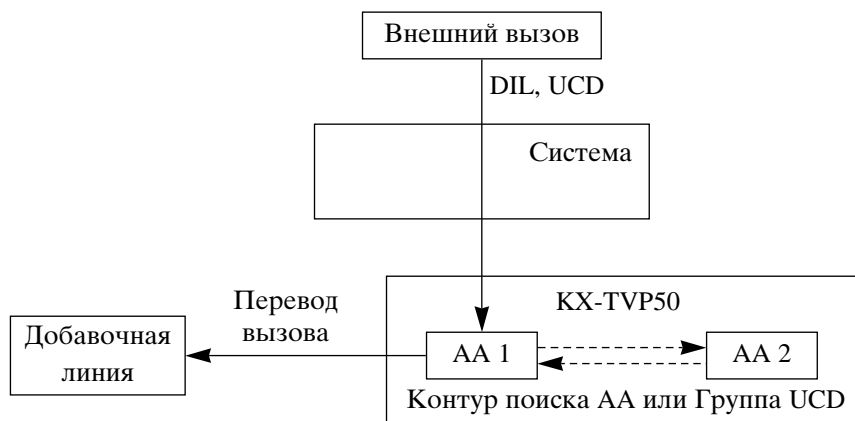 Внешний вызов
DIL, UCD
Система
KX-TVP50
Перевод
вызова
Добавочная
линия
AA 1
AA 2
Контур поиска AA или Группа UCD